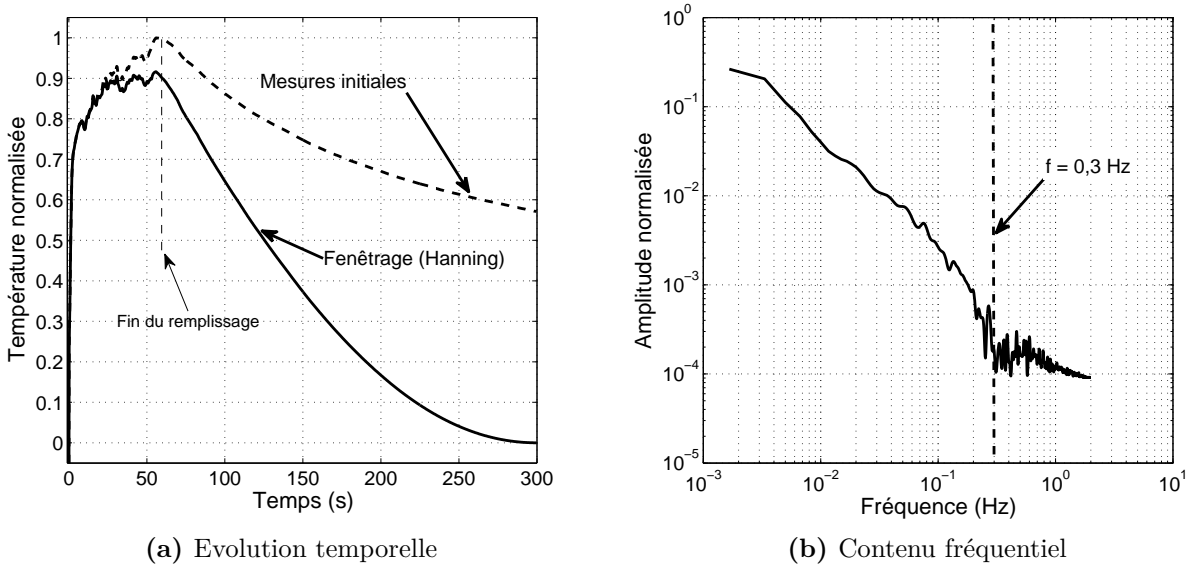 1
0.9
0.8
0.7
0.6
0.5
0.4
0.3
0.2
0.1
0
Température normalisée
Mesures initiales
Fenêtrage (Hanning)
Fin du remplissage
0 50 100 150 200 250 300
Temps (s)
(a) Evolution temporelle
10^0
10^-1
10^-2
10^-3
10^-4
10^-5
Amplitude normalisée
f = 0,3 Hz
10^-3 10^-2 10^-1 10^0 10^1
Fréquence (Hz)
(b) Contenu fréquentiel